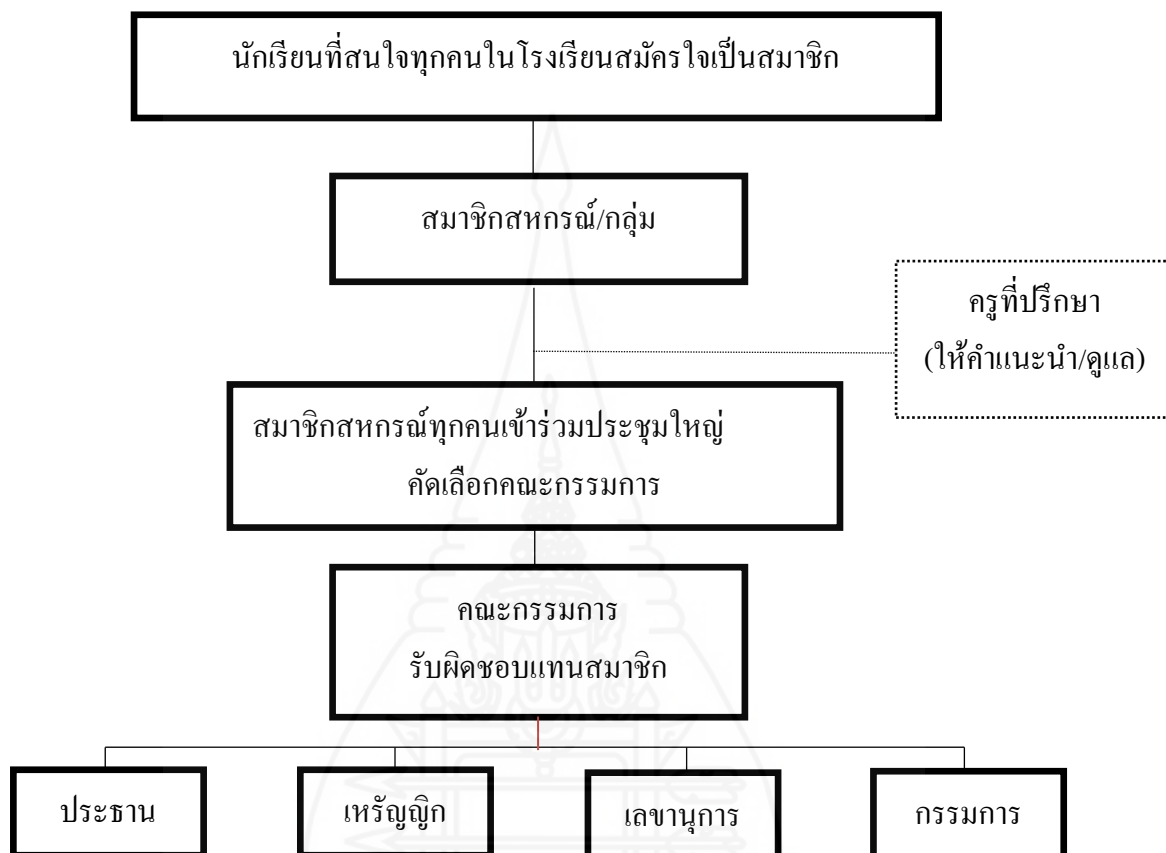 นักเรียนที่สนใจทุกคนในโรงเรียนสมัครใจเป็นสมาชิก
สมาชิกสหกรณ์/กลุ่ม
ครูที่ปรึกษา
(ให้คำแนะนำ/ดูแล)
สมาชิกสหกรณ์ทุกคนเข้าร่วมประชุมใหญ่
คัดเลือกคณะกรรมการ
คณะกรรมการ
รับผิดชอบแทนสมาชิก
ประธาน
เหรัญญิก
เลขานุการ
กรรมการ